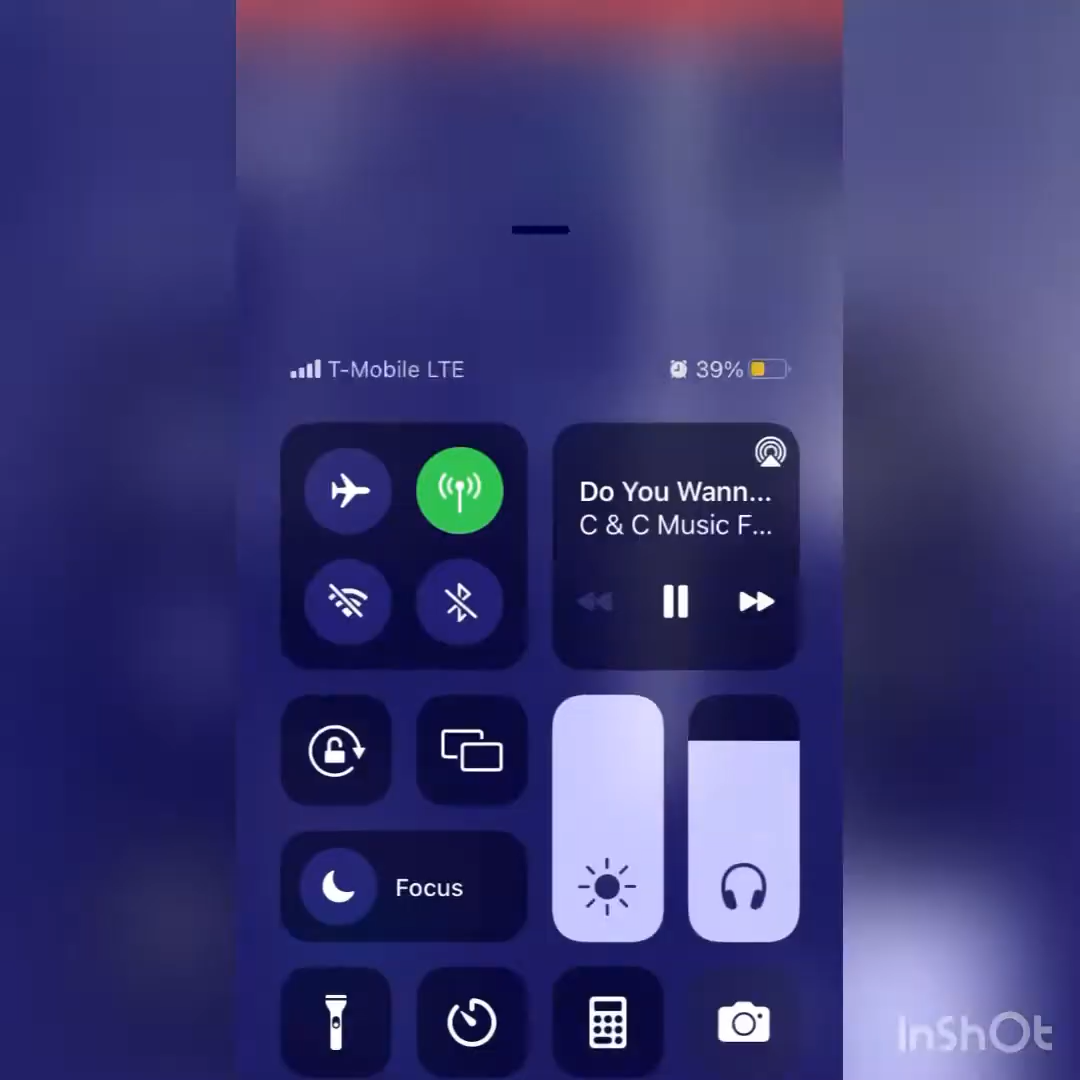 T-Mobile LTE
39%
Do You Wann...
C & C Music F...
Focus
InShOt